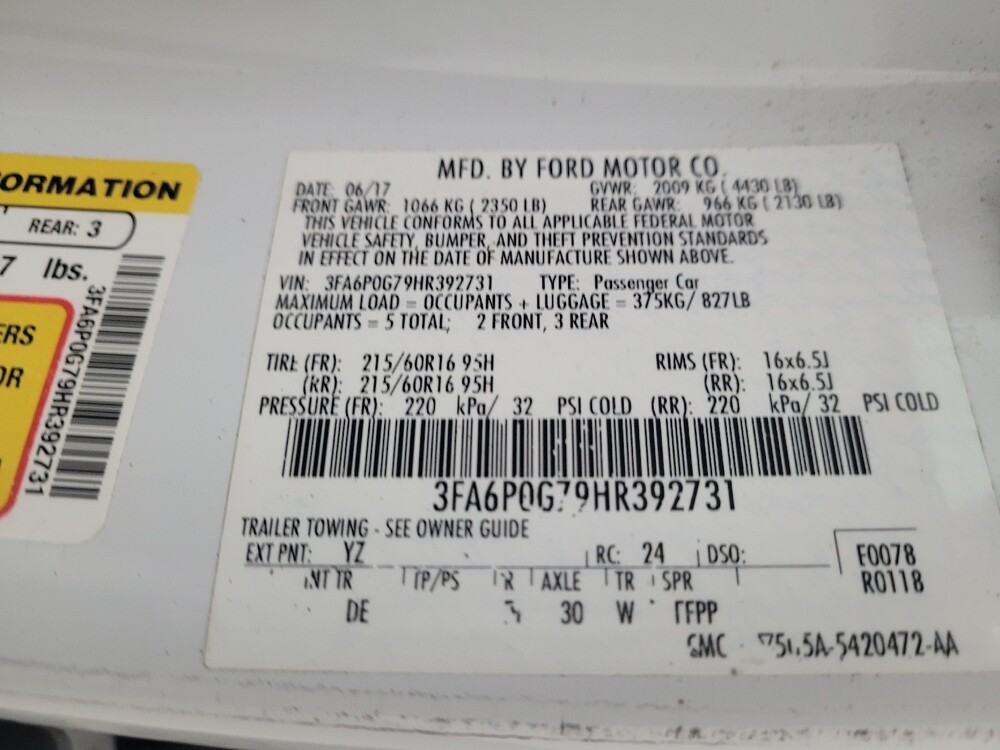 ORMATION
REAR: 3
7 lbs.
ERS
OR
3FA6P0G79HR392731
MFD. BY FORD MOTOR CO.
DATE: 06/17 GVWR: 2009 KG ( 4430 LB)
FRONT GAWR: 1066 KG ( 2350 LB) REAR GAWR: 966 KG ( 2130 LB)
THIS VEHICLE CONFORMS TO ALL APPLICABLE FEDERAL MOTOR
VEHICLE SAFETY, BUMPER, AND THEFT PREVENTION STANDARDS
IN EFFECT ON THE DATE OF MANUFACTURE SHOWN ABOVE.
VIN: 3FA6P0G79HR392731 TYPE: Passenger Car
MAXIMUM LOAD = OCCUPANTS + LUGGAGE = 375KG/ 827LB
OCCUPANTS = 5 TOTAL; 2 FRONT, 3 REAR
TIRE (FR): 215/60R16 95H RIMS (FR): 16x6.5J
(RR): 215/60R16 95H (RR): 16x6.5J
PRESSURE (FR): 220 kPa/ 32 PSI COLD (RR): 220 kPa/ 32 PSI COLD
3FA6P0G79HR392731
TRAILER TOWING - SEE OWNER GUIDE
EXT PNT: YZ RC: 24 DSO: F0078
INT TR TP/PS R AXLE TR SPR R0118
DE 30 W FFPP
5420472-AA